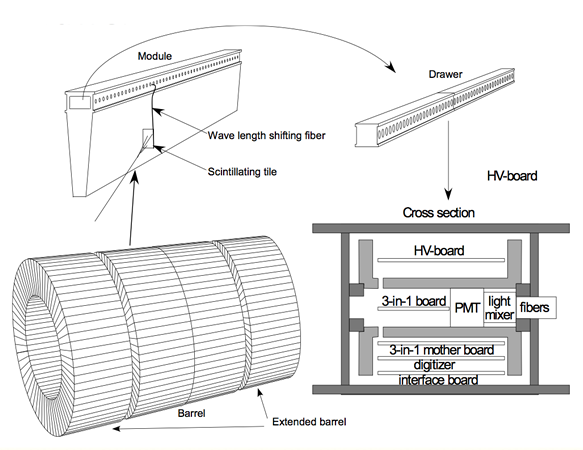 Module
Drawer
Wave length shifting fiber
Scintillating tile
HV-board
Cross section
HV-board
3-in-1 board
PMT
light
mixer
fibers
3-in-1 mother board
digitizer
interface board
Barrel
Extended barrel